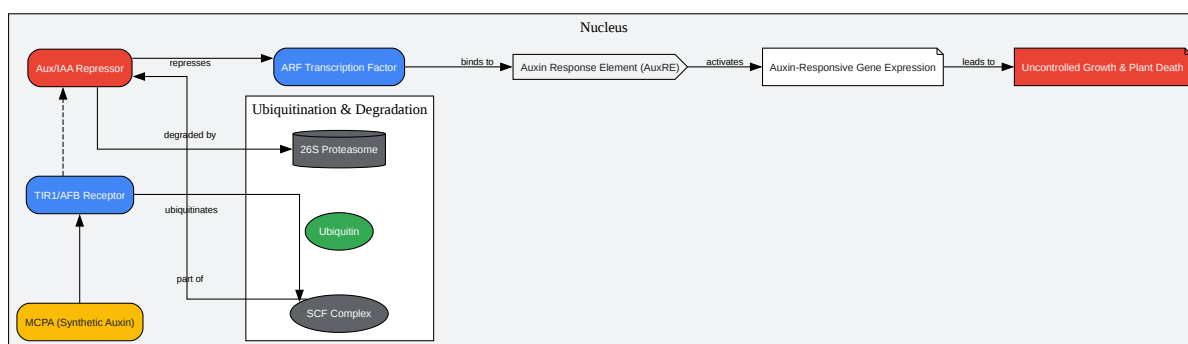 Nucleus
Aux/IAA Repressor
represses
ARF Transcription Factor
binds to
Auxin Response Element (AuxRE)
activates
Auxin-Responsive Gene Expression
leads to
Uncontrolled Growth & Plant Death
Ubiquitination & Degradation
degraded by
26S Proteasome
TIR1/AFB Receptor
ubiquitinates
Ubiquitin
part of
SCF Complex
MCPA (Synthetic Auxin)